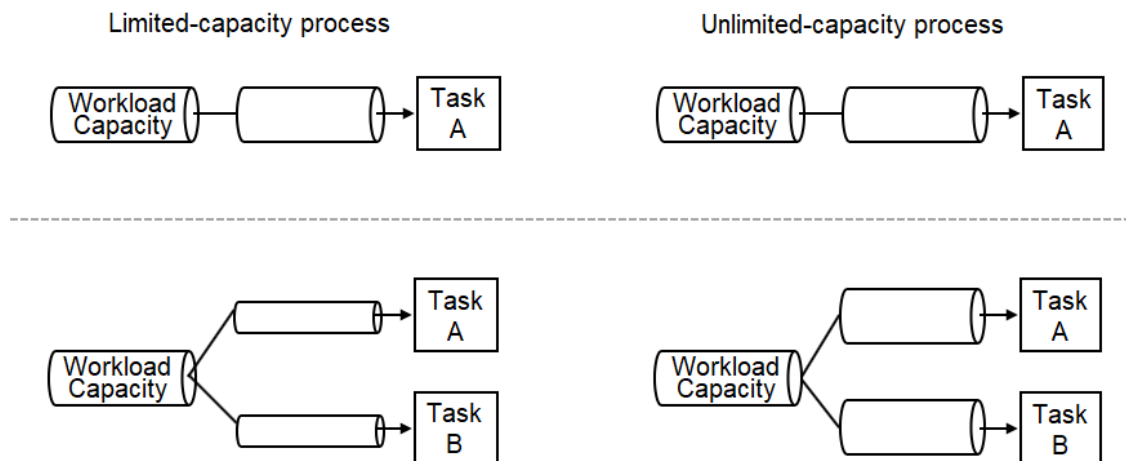 Limited-capacity process
Unlimited-capacity process
Workload
Capacity
Task
A
Workload
Capacity
Task
A
Workload
Capacity
Task
A
Task
B
Workload
Capacity
Task
A
Task
B